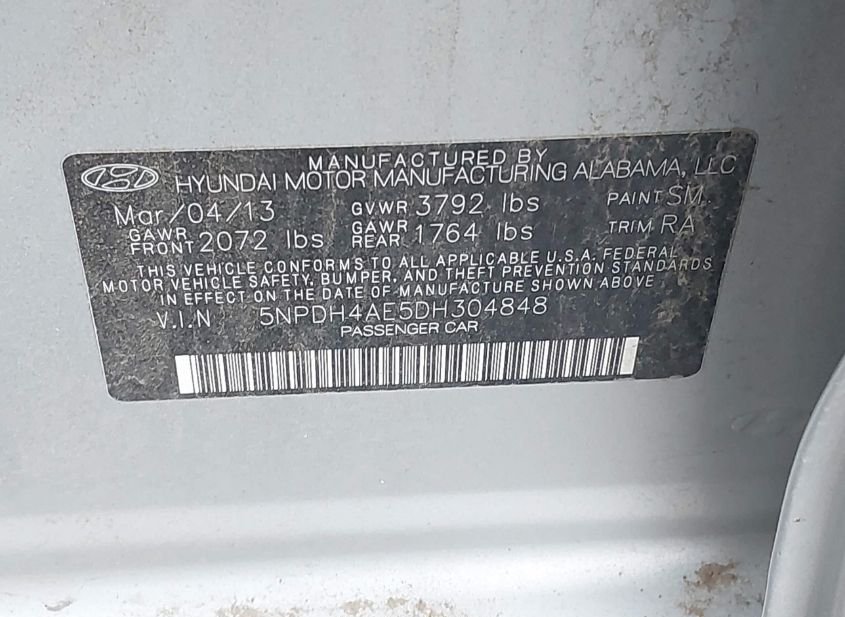 MANUFACTURED BY
HYUNDAI MOTOR MANUFACTURING ALABAMA, LLC
Mar/04/13 GVWR 3792 lbs PAINT SM
GAWR FRONT 2072 lbs GAWR REAR 1764 lbs TRIM RA
THIS VEHICLE CONFORMS TO ALL APPLICABLE U.S.A. FEDERAL
MOTOR VEHICLE SAFETY, BUMPER, AND THEFT PREVENTION STANDARDS
IN EFFECT ON THE DATE OF MANUFACTURE SHOWN ABOVE
V.I.N 5NPDH4AE5DH304848
PASSENGER CAR